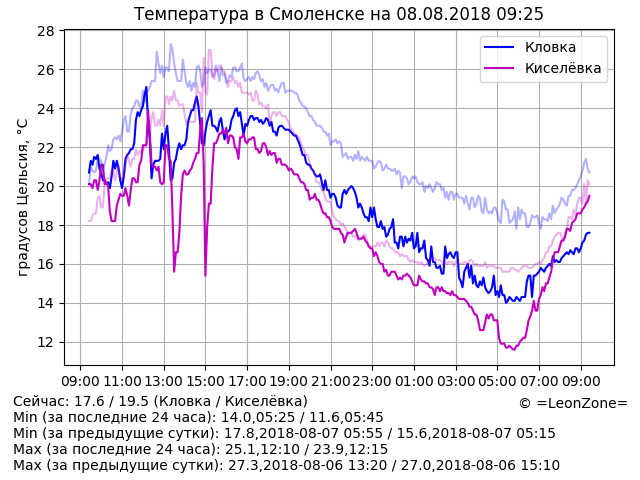 Температура в Смоленске на 08.08.2018 09:25
28
26
24
22
20
18
16
14
12
градусов Цельсия, °C
Кловка
Киселёвка
09:00 11:00 13:00 15:00 17:00 19:00 21:00 23:00 01:00 03:00 05:00 07:00 09:00
Сейчас: 17.6 / 19.5 (Кловка / Киселёвка)
© =LeonZone=
Min (за последние 24 часа): 14.0,05:25 / 11.6,05:45
Min (за предыдущие сутки): 17.8,2018-08-07 05:55 / 15.6,2018-08-07 05:15
Max (за последние 24 часа): 25.1,12:10 / 23.9,12:15
Max (за предыдущие сутки): 27.3,2018-08-06 13:20 / 27.0,2018-08-06 15:10